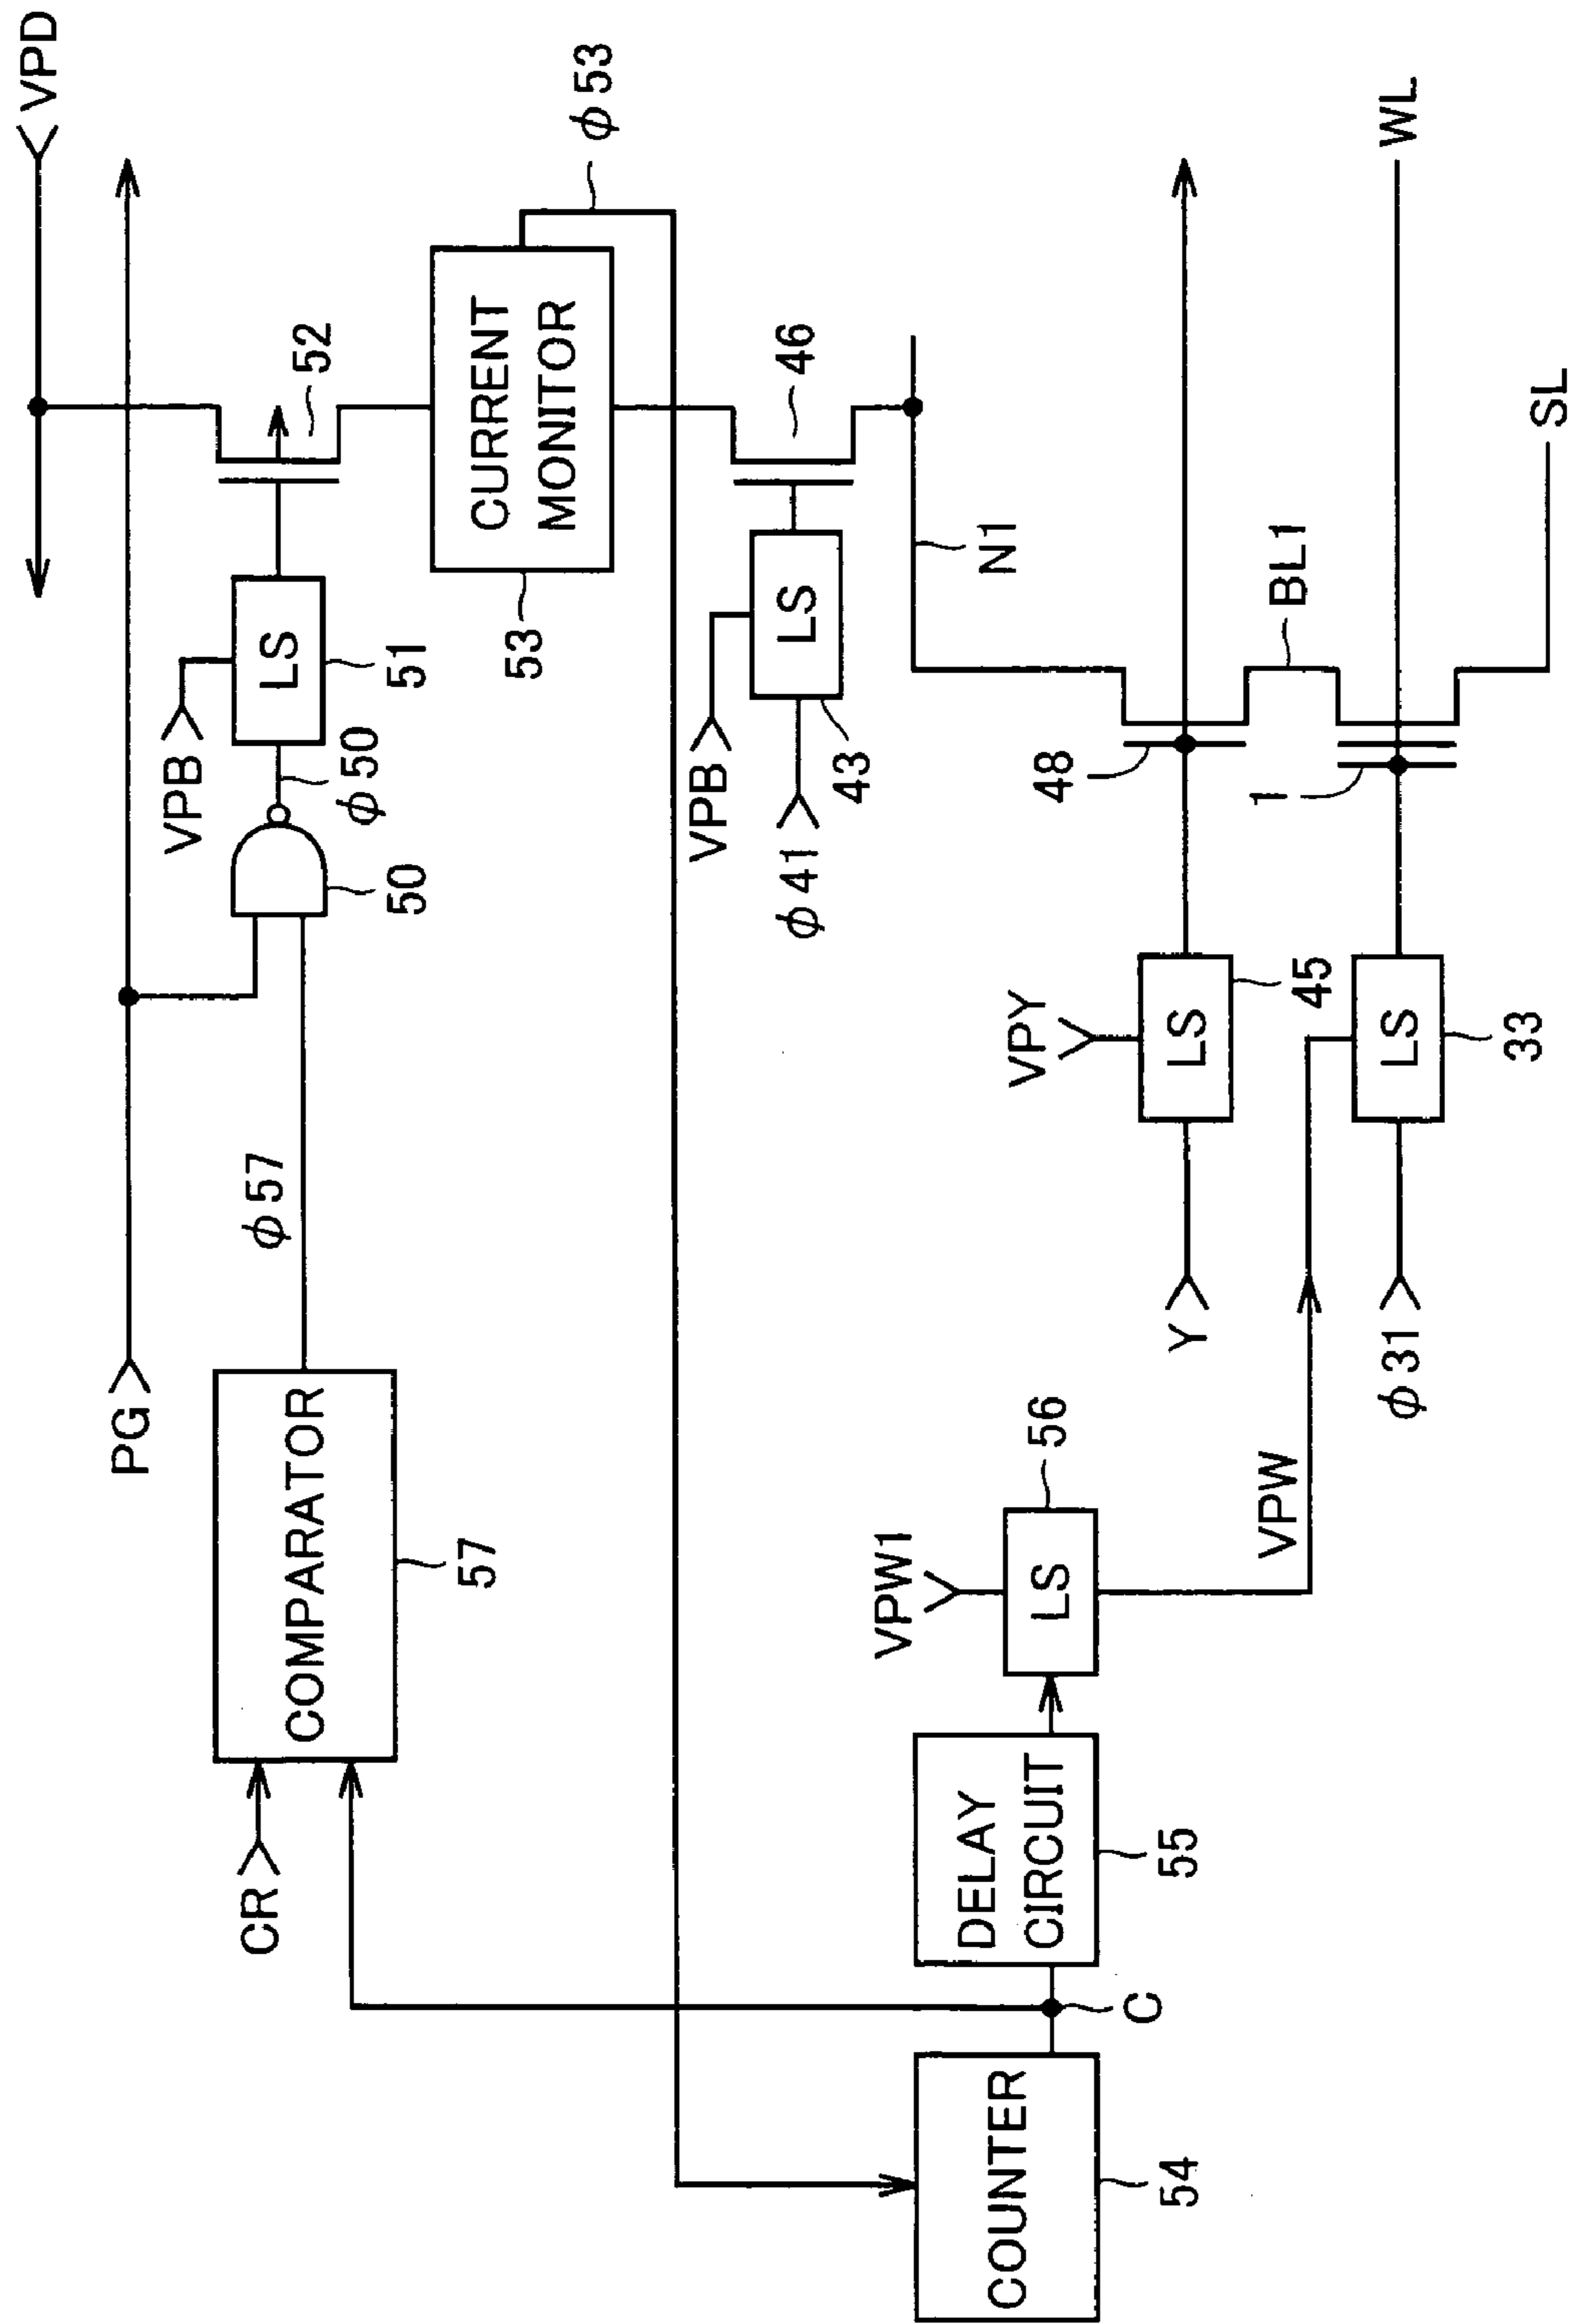 VPD
PG
CR
COMPARATOR
57
φ57
50
φ50
VPB
LS
51
52
CURRENT
MONITOR
53
φ53
VPB
φ41
LS
43
46
N1
COUNTER
54
C
DELAY
CIRCUIT
55
VPW1
LS
56
VPW
Y
VPY
LS
45
48
BL1
φ31
LS
33
1
WL
SL